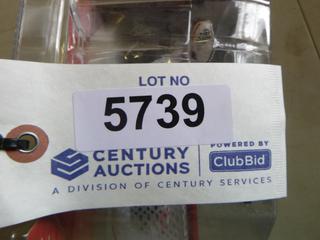 LOT NO
5739
CENTURY AUCTIONS
POWERED BY
ClubBid
A DIVISION OF CENTURY SERVICES